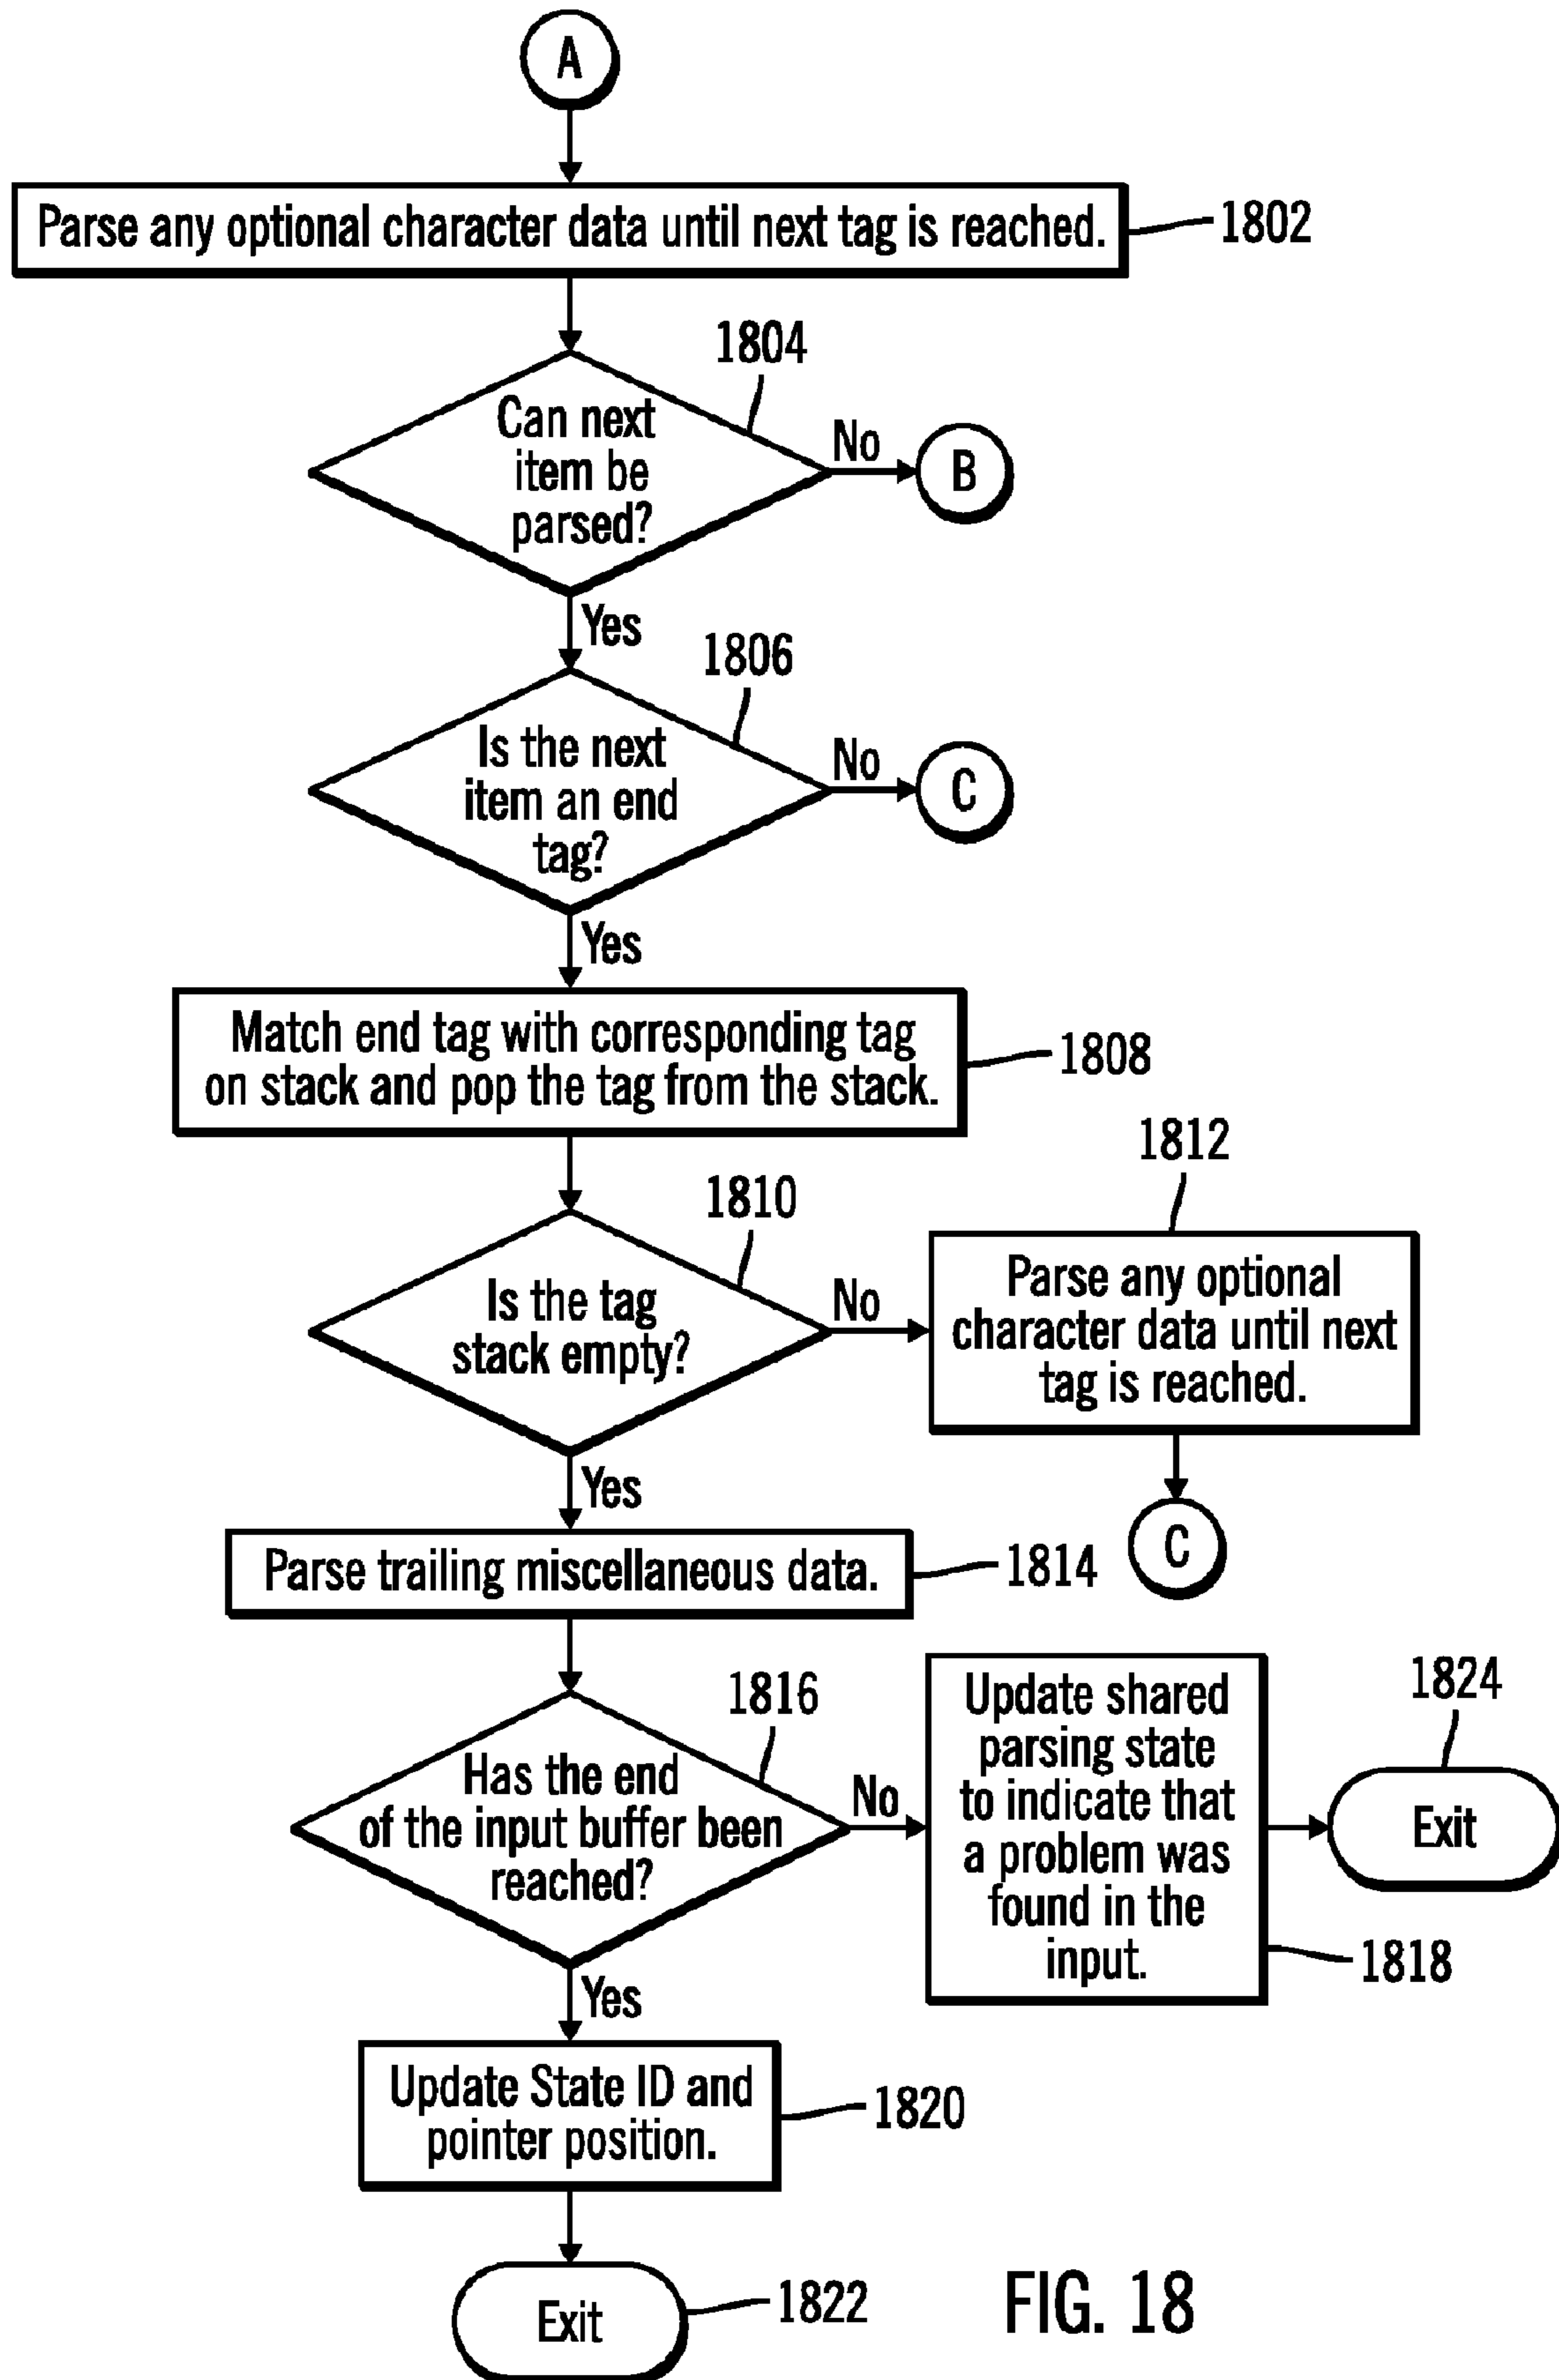 A
Parse any optional character data until next tag is reached.
1802
1804
Can next
item be
parsed?
No
B
Yes
1806
Is the next
item an end
tag?
No
C
Yes
Match end tag with corresponding tag
on stack and pop the tag from the stack.
1808
1810
Is the tag
stack empty?
No
1812
Parse any optional
character data until next
tag is reached.
C
Yes
Parse trailing miscellaneous data.
1814
1816
Has the end
of the input buffer been
reached?
No
Update shared
parsing state
to indicate that
a problem was
found in the
input.
1818
1824
Exit
Yes
Update State ID and
pointer position.
1820
Exit
1822
FIG. 18